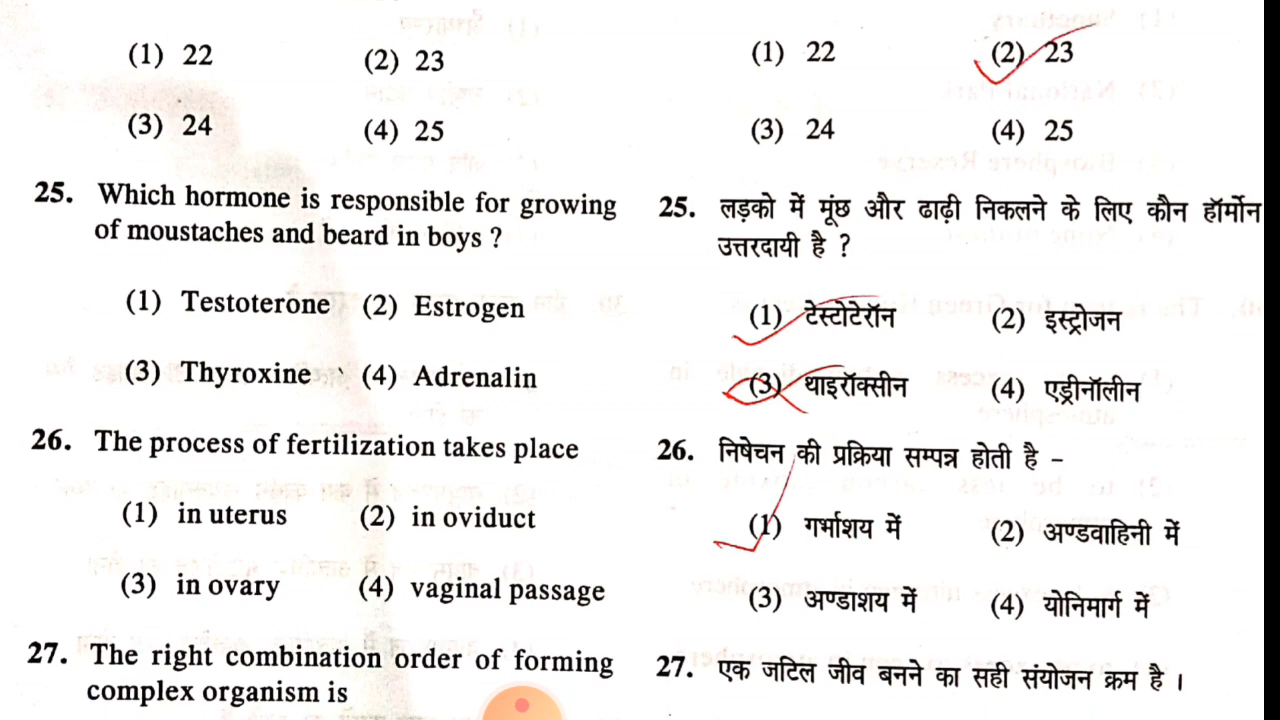 (1) 22 (2) 23
(3) 24 (4) 25
25. Which hormone is responsible for growing
of moustaches and beard in boys ?
(1) Testoterone (2) Estrogen
(3) Thyroxine (4) Adrenalin
26. The process of fertilization takes place
(1) in uterus (2) in oviduct
(3) in ovary (4) vaginal passage
27. The right combination order of forming
complex organism is
(1) 22 (2) 23
(3) 24 (4) 25
25. लड़को में मूंछ और ढाढ़ी निकलने के लिए कौन हॉर्मोन
उत्तरदायी है ?
(1) टेस्टोटेरॉन (2) इस्ट्रोजन
(3) थाइरॉक्सीन (4) एड्रीनॉलीन
26. निषेचन की प्रक्रिया सम्पन्न होती है -
(1) गर्भाशय में (2) अण्डवाहिनी में
(3) अण्डाशय में (4) योनिमार्ग में
27. एक जटिल जीव बनने का सही संयोजन क्रम है ।